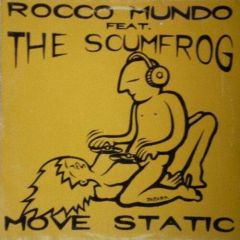 ROCCO MUNDO
FEAT.
THE SCUMFROG
MOVE STATIC